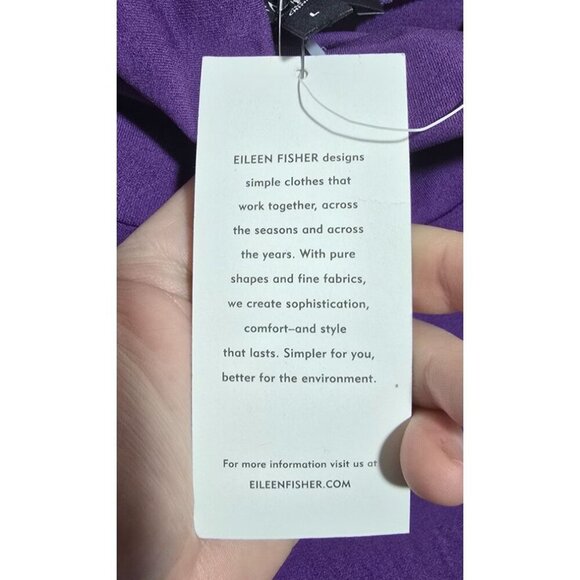 L
EILEEN FISHER designs
simple clothes that
work together, across
the seasons and across
the years. With pure
shapes and fine fabrics,
we create sophistication,
comfort–and style
that lasts. Simpler for you,
better for the environment.
For more information visit us at
EILEENFISHER.COM